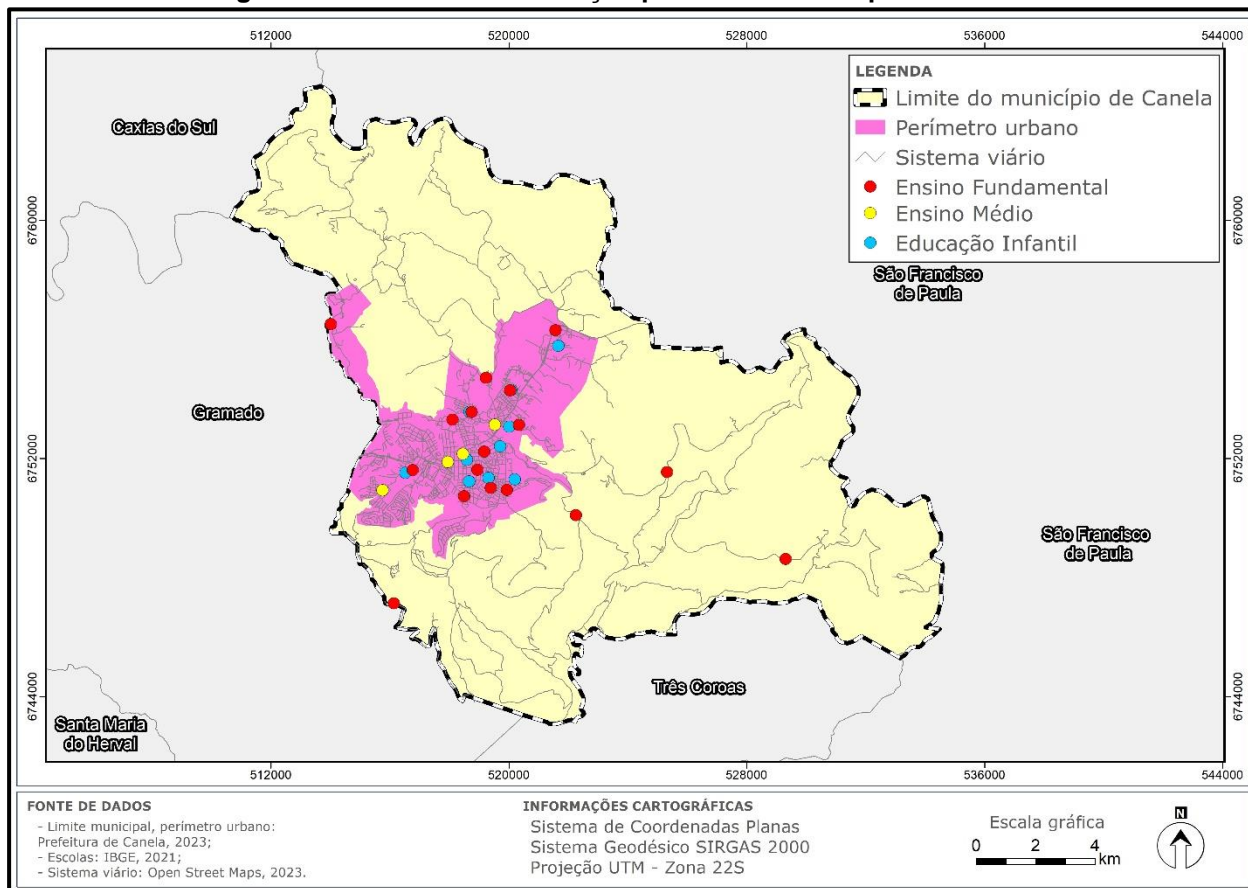 512000
520000
528000
536000
544000
LEGENDA
Limite do município de Canela
Perímetro urbano
Sistema viário
Ensino Fundamental
Ensino Médio
Educação Infantil
Caxias do Sul
6760000
6760000
São Francisco
de Paula
Gramado
6752000
6752000
São Francisco
de Paula
Três Coroas
6744000
6744000
Santa Maria
do Herval
512000
520000
528000
536000
544000
FONTE DE DADOS
- Limite municipal, perímetro urbano:
Prefeitura de Canela, 2023;
- Escolas: IBGE, 2021;
- Sistema viário: Open Street Maps, 2023.
INFORMAÇÕES CARTOGRÁFICAS
Sistema de Coordenadas Planas
Sistema Geodésico SIRGAS 2000
Projeção UTM - Zona 22S
Escala gráfica
0 2 4
km
N